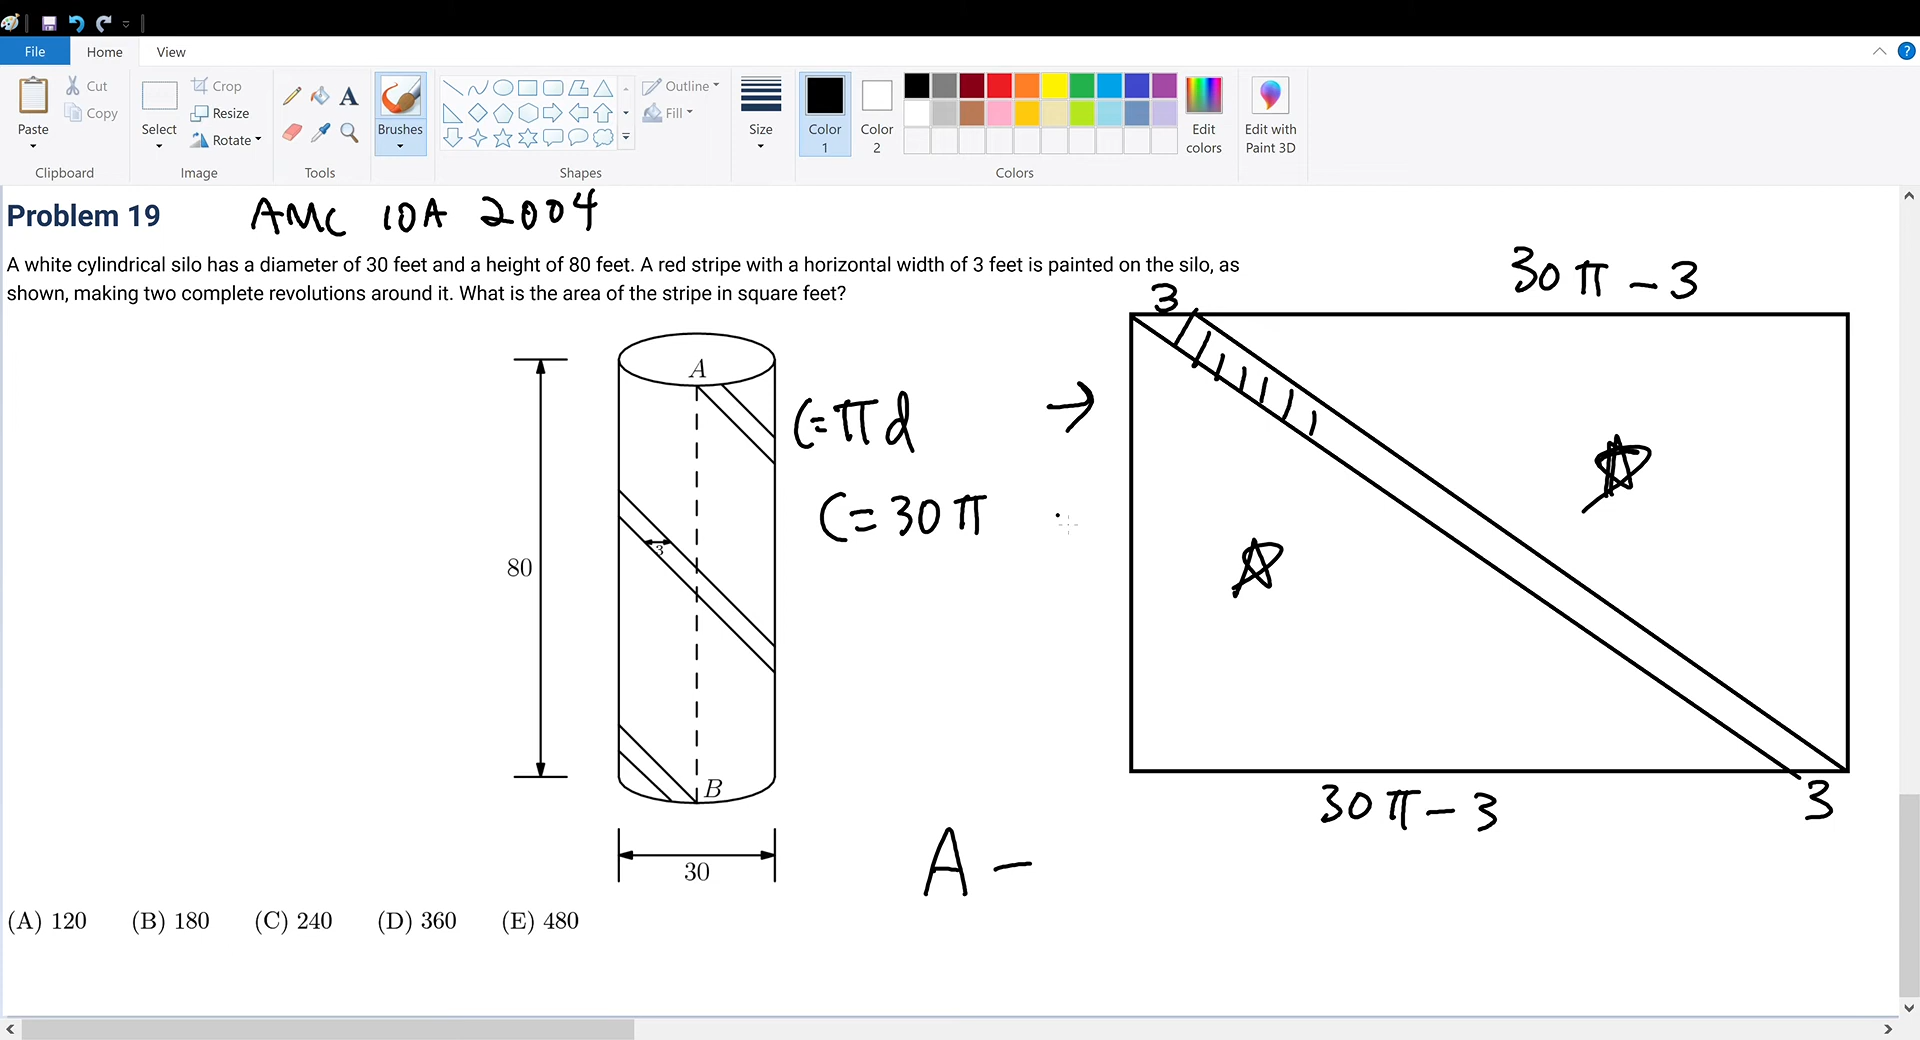 File Home View
Paste
Cut
Copy
Clipboard
Select
Crop
Resize
Rotate
Image
A
Tools
Brushes
Shapes
Outline
Fill
Size
Color 1
Color 2
Edit colors
Edit with Paint 3D
Colors
Problem 19 AMC 10A 2004
A white cylindrical silo has a diameter of 30 feet and a height of 80 feet. A red stripe with a horizontal width of 3 feet is painted on the silo, as
shown, making two complete revolutions around it. What is the area of the stripe in square feet?
30π - 3
3
A
C=πd
C=30π
3
80
B
30
30π - 3
3
A -
(A) 120 (B) 180 (C) 240 (D) 360 (E) 480